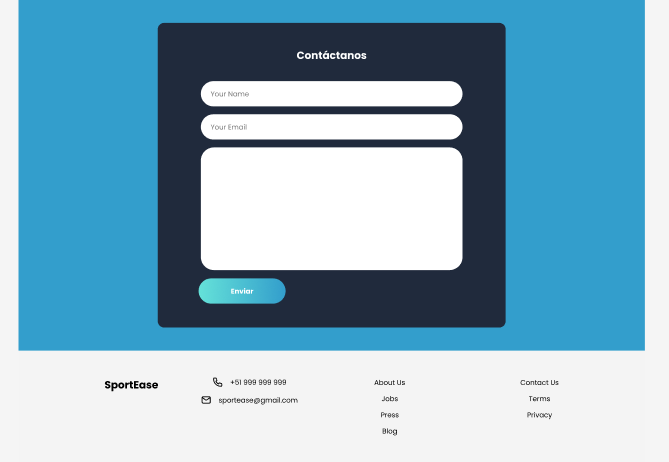 Contáctanos
Your Name
Your Email
Enviar
SportEase
+51 999 999 999
sportease@gmail.com
About Us
Jobs
Press
Blog
Contact Us
Terms
Privacy